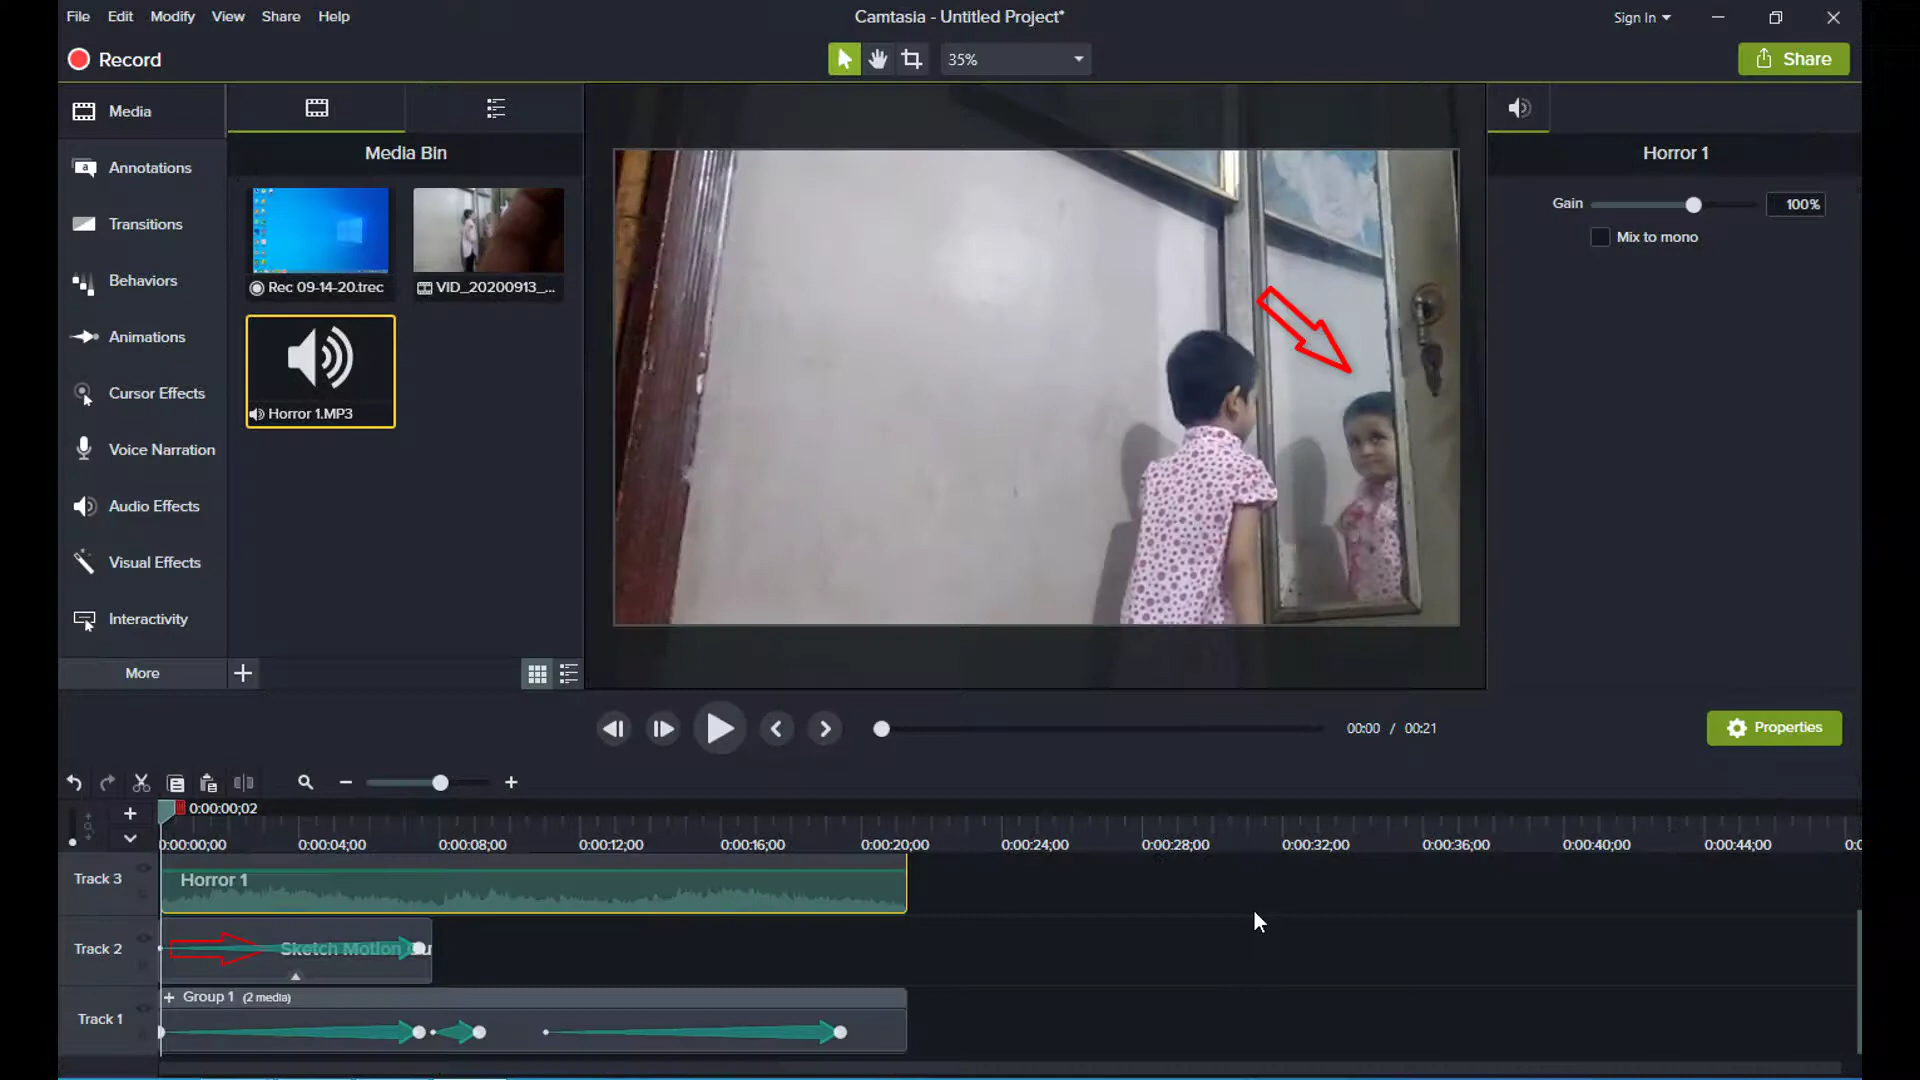 File Edit Modify View Share Help
Camtasia - Untitled Project*
Sign In
Record
35%
Share
Media
Annotations
Transitions
Behaviors
Animations
Cursor Effects
Voice Narration
Audio Effects
Visual Effects
Interactivity
More
Media Bin
Rec 09-14-20.trec
VID_20200913_...
Horror 1.MP3
Horror 1
Gain 100%
Mix to mono
00:00 / 00:21
Properties
0:00:00;02
0:00:00;00 0:00:04;00 0:00:08;00 0:00:12;00 0:00:16;00 0:00:20;00 0:00:24;00 0:00:28;00 0:00:32;00 0:00:36;00 0:00:40;00 0:00:44;00 0:0
Track 3
Horror 1
Track 2
Sketch Motion
Track 1
Group 1 (2 media)